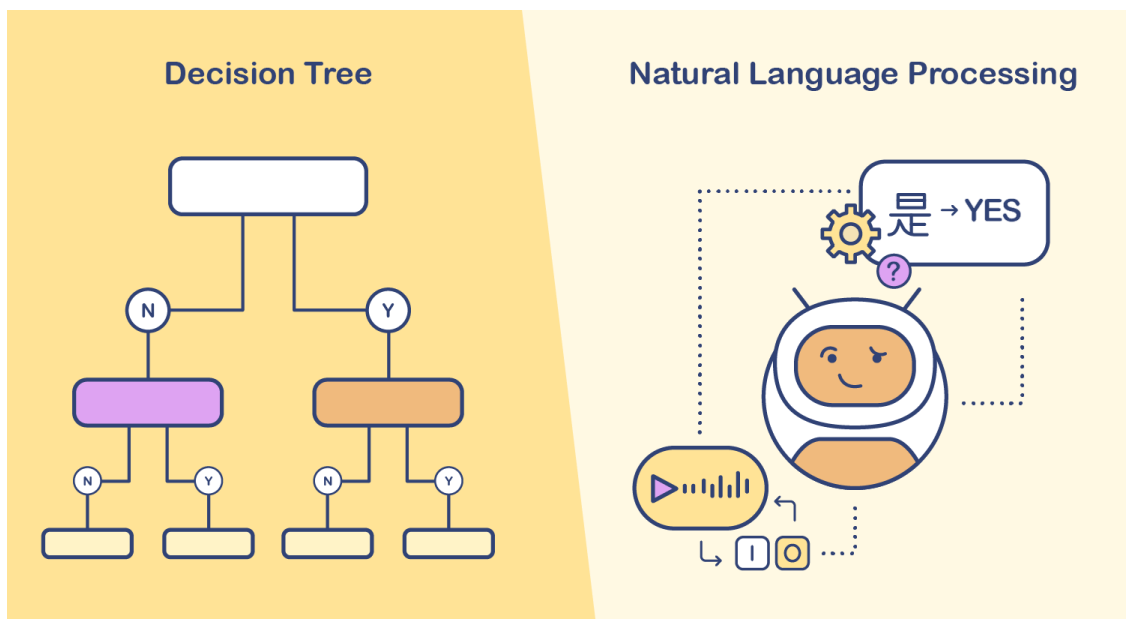 Decision Tree
N
Y
N
Y
N
Y
Natural Language Processing
是→YES
?
I O